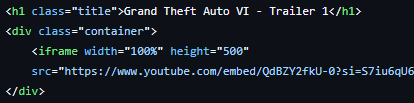 <h1 class="title">Grand Theft Auto VI - Trailer 1</h1>
<div class="container">
<iframe width="100%" height="500"
src="https://www.youtube.com/embed/QdBZY2fkU-0?si=S7iu6qU6
</div>